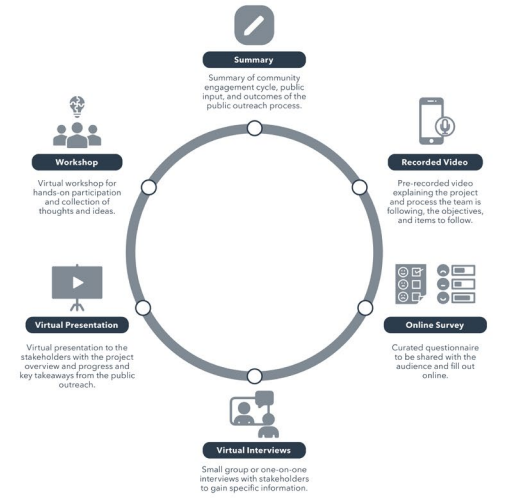 Summary
Summary of community
engagement cycle, public
input, and outcomes of the
public outreach process.
Recorded Video
Pre-recorded video
explaining the project
and process the team is
following, the objectives,
and items to follow.
Online Survey
Curated questionnaire
to be shared with the
audience and fill out
online.
Virtual Interviews
Small group or one-on-one
interviews with stakeholders
to gain specific information.
Virtual Presentation
Virtual presentation to the
stakeholders with the project
overview and progress and
key takeaways from the public
outreach.
Workshop
Virtual workshop for
hands-on participation
and collection of
thoughts and ideas.